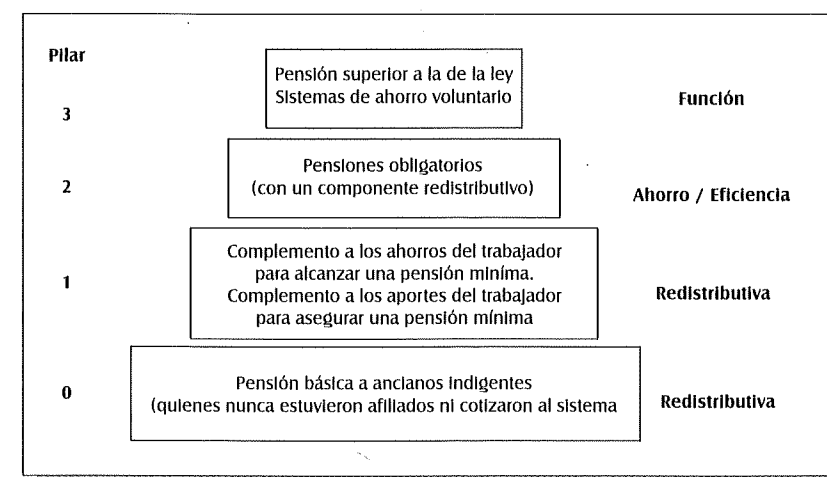 Pilar
Pensión superior a la de la ley
Sistemas de ahorro voluntario
Función
3
Pensiones obligatorios
(con un componente redistributivo)
2
Ahorro / Eficiencia
Complemento a los ahorros del trabajador
para alcanzar una pensión miníma.
Complemento a los aportes del trabajador
para asegurar una pensión mínima
1
Redistributiva
Pensión básica a ancianos indigentes
(quienes nunca estuvieron afiliados ni cotizaron al sistema
0
Redistributiva